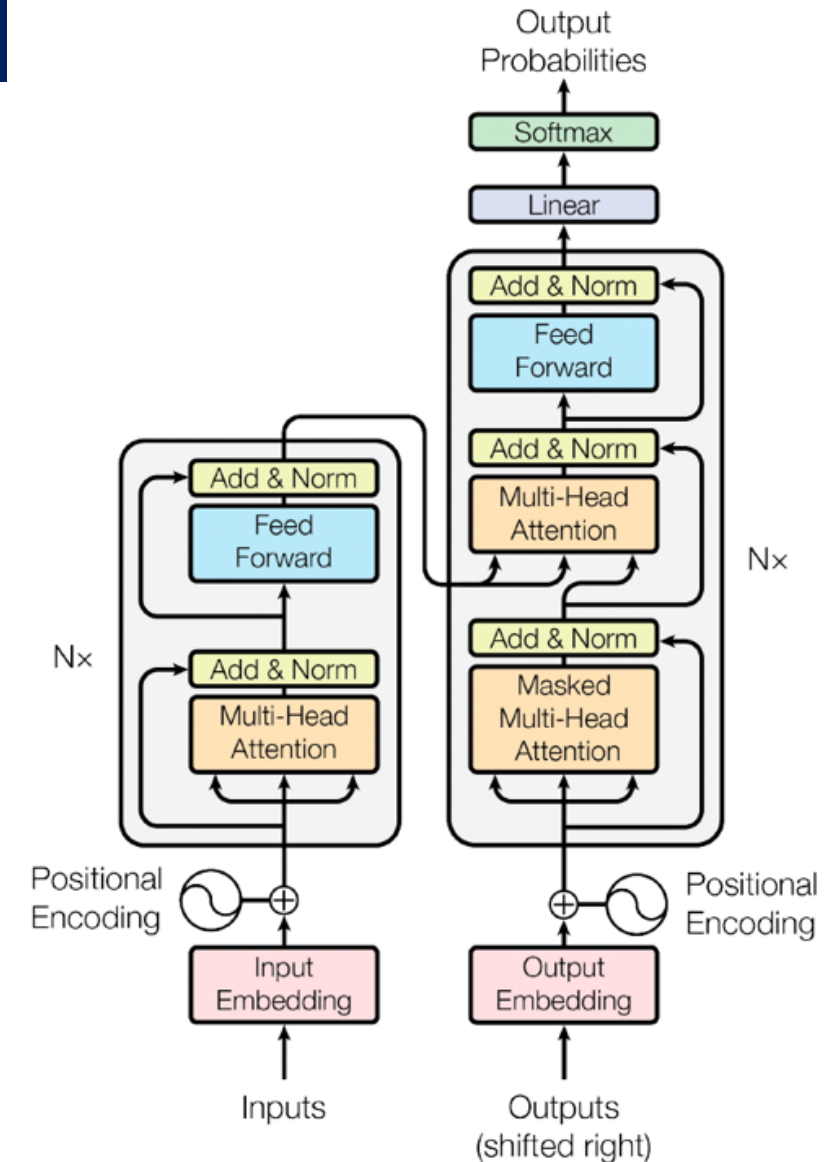 Output
Probabilities
Softmax
Linear
Add & Norm
Feed
Forward
Add & Norm
Multi-Head
Attention
Nx
Add & Norm
Masked
Multi-Head
Attention
Add & Norm
Feed
Forward
Nx
Add & Norm
Multi-Head
Attention
Positional
Encoding
Positional
Encoding
Input
Embedding
Output
Embedding
Inputs
Outputs
(shifted right)